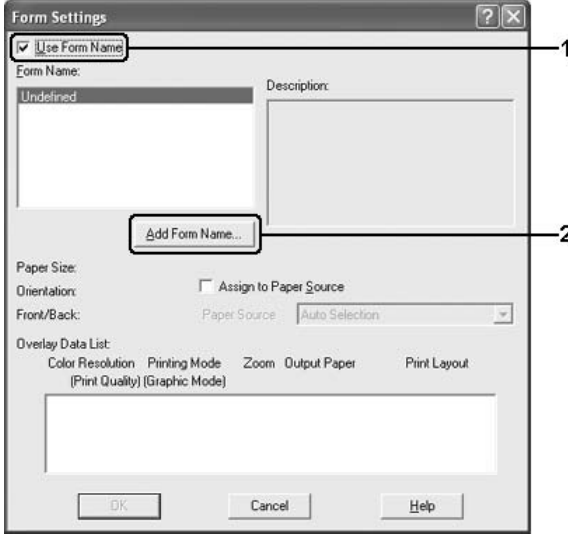 Form Settings
Use Form Name
1
Form Name:
Description:
Undefined
Add Form Name...
2
Paper Size:
Orientation:
Assign to Paper Source
Front/Back:
Paper Source
Auto Selection
Overlay Data List:
Color Resolution Printing Mode Zoom Output Paper Print Layout
(Print Quality) (Graphic Mode)
OK Cancel Help